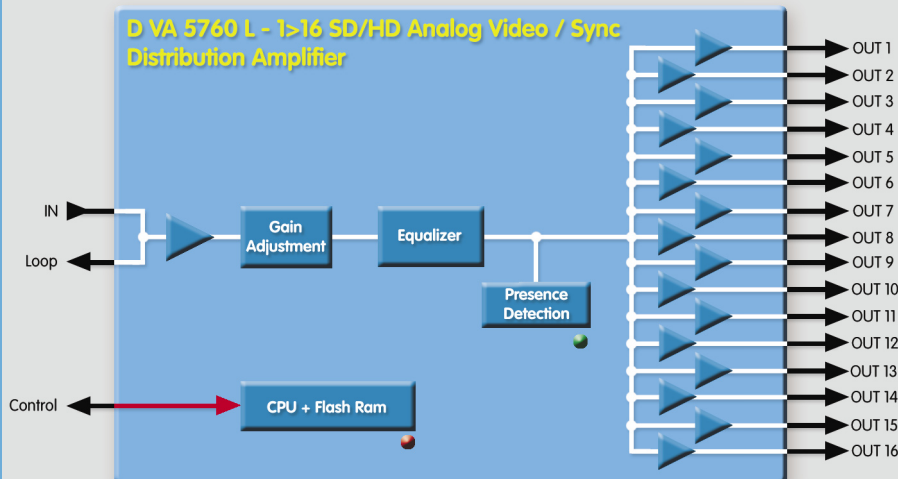 D VA 5760 L - 1>16 SD/HD Analog Video / Sync
Distribution Amplifier
IN
Loop
Control
Gain
Adjustment
Equalizer
Presence
Detection
CPU + Flash Ram
OUT 1
OUT 2
OUT 3
OUT 4
OUT 5
OUT 6
OUT 7
OUT 8
OUT 9
OUT 10
OUT 11
OUT 12
OUT 13
OUT 14
OUT 15
OUT 16